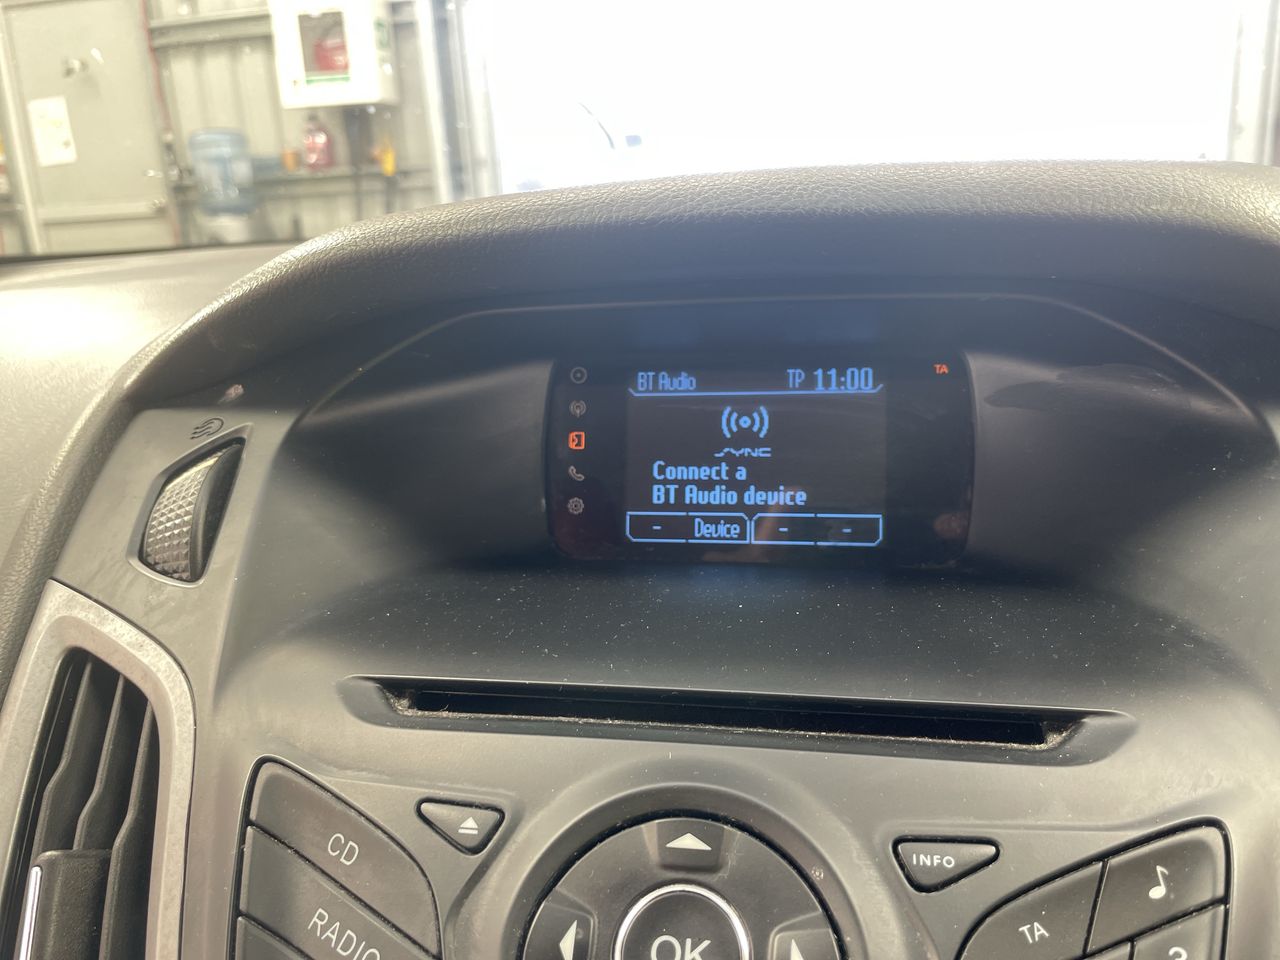 BT Audio TP 11:00 TA
SYNC
Connect a
BT Audio device
- Device - -
CD
INFO
RADIO
TA
OK